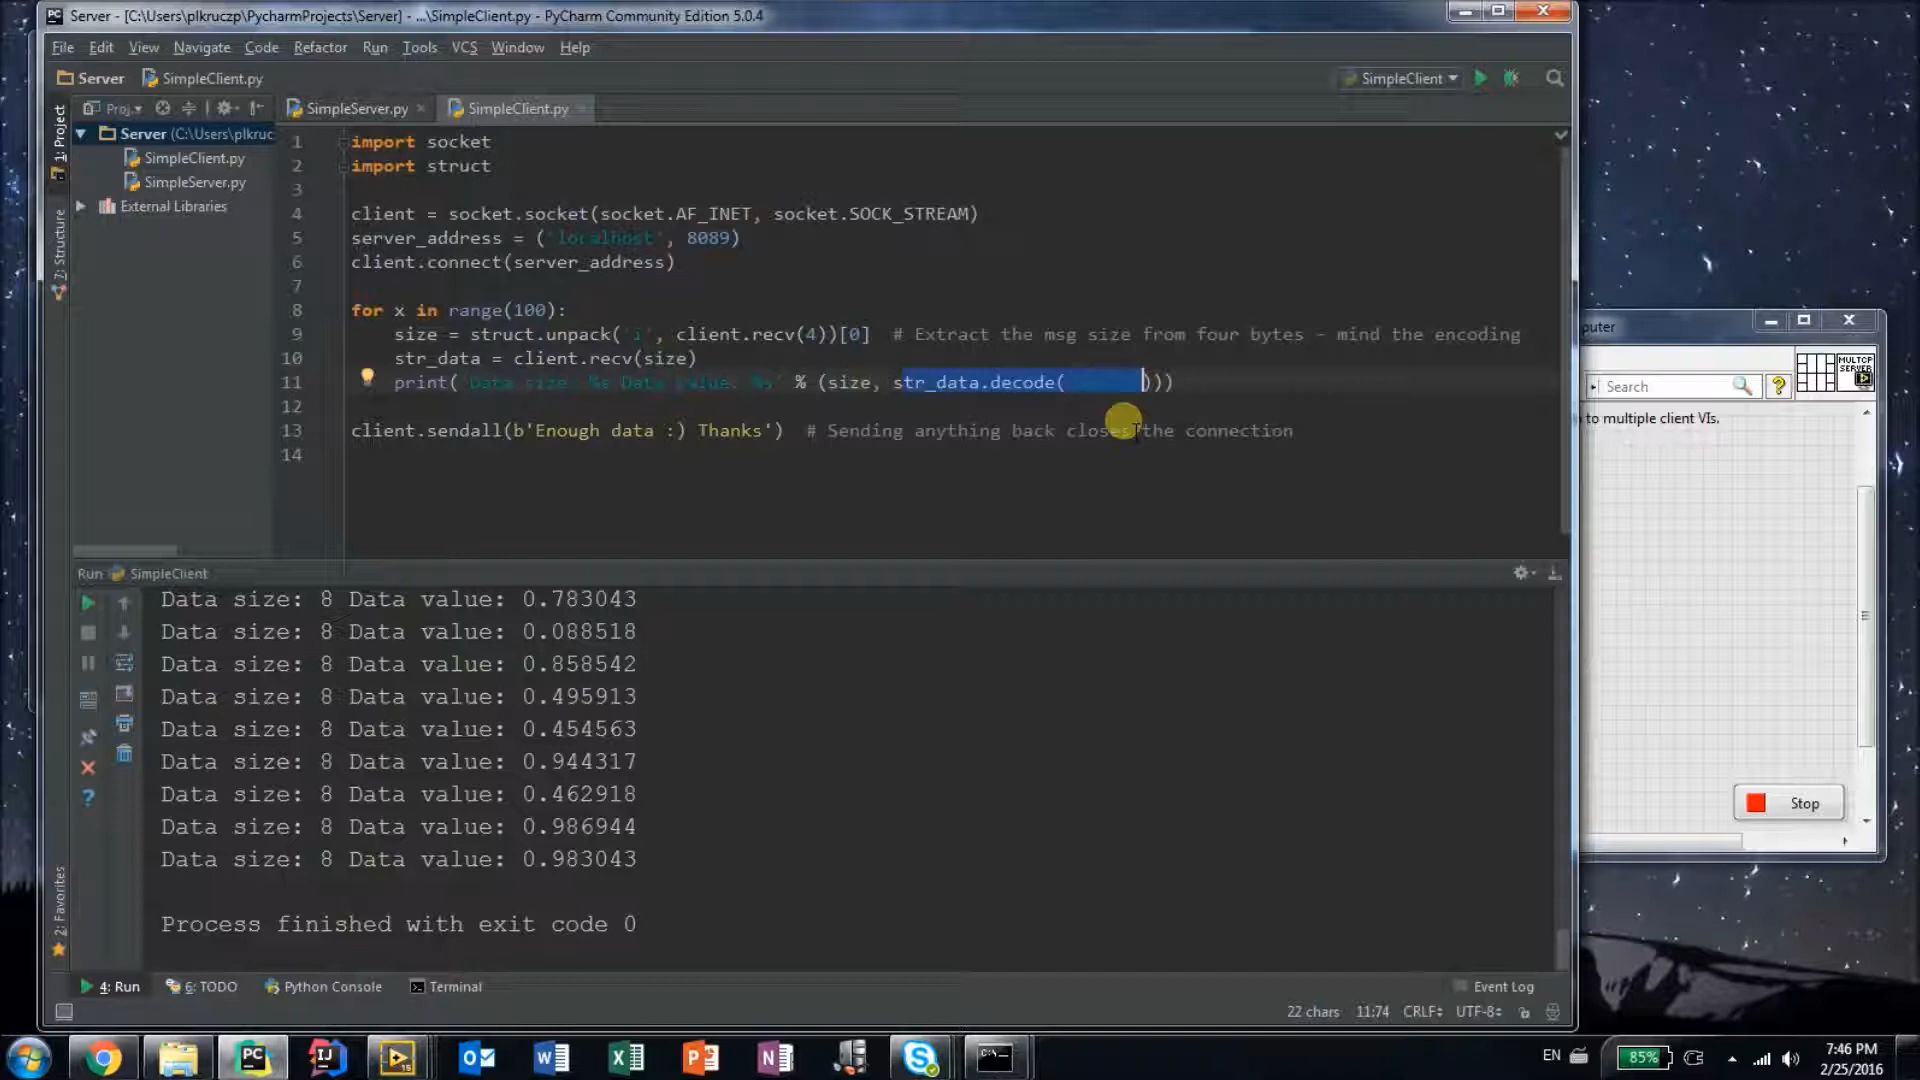 Server - [C:\Users\plkruczp\PycharmProjects\Server] - ...\SimpleClient.py - PyCharm Community Edition 5.0.4
File Edit View Navigate Code Refactor Run Tools VCS Window Help
Server SimpleClient.py SimpleClient
1: Project
Proj.
SimpleServer.py SimpleClient.py
Server (C:\Users\plkruc
SimpleClient.py
SimpleServer.py
External Libraries
7: Structure
1 import socket
2 import struct
3
4 client = socket.socket(socket.AF_INET, socket.SOCK_STREAM)
5 server_address = ('localhost', 8089)
6 client.connect(server_address)
7
8 for x in range(100):
9 size = struct.unpack('i', client.recv(4))[0] # Extract the msg size from four bytes - mind the encoding
10 str_data = client.recv(size)
11 print('Data size: %s Data value: %s' % (size, str_data.decode( )))
12
13 client.sendall(b'Enough data :) Thanks') # Sending anything back closes the connection
14
Run SimpleClient
Data size: 8 Data value: 0.783043
Data size: 8 Data value: 0.088518
Data size: 8 Data value: 0.858542
Data size: 8 Data value: 0.495913
Data size: 8 Data value: 0.454563
Data size: 8 Data value: 0.944317
Data size: 8 Data value: 0.462918
Data size: 8 Data value: 0.986944
Data size: 8 Data value: 0.983043
Process finished with exit code 0
2: Favorites
4: Run 6: TODO Python Console Terminal Event Log
22 chars 11:74 CRLF UTF-8
puter
Search
MULTCP
SERVER
to multiple client VIs.
Stop
EN 85% 7:46 PM
2/25/2016